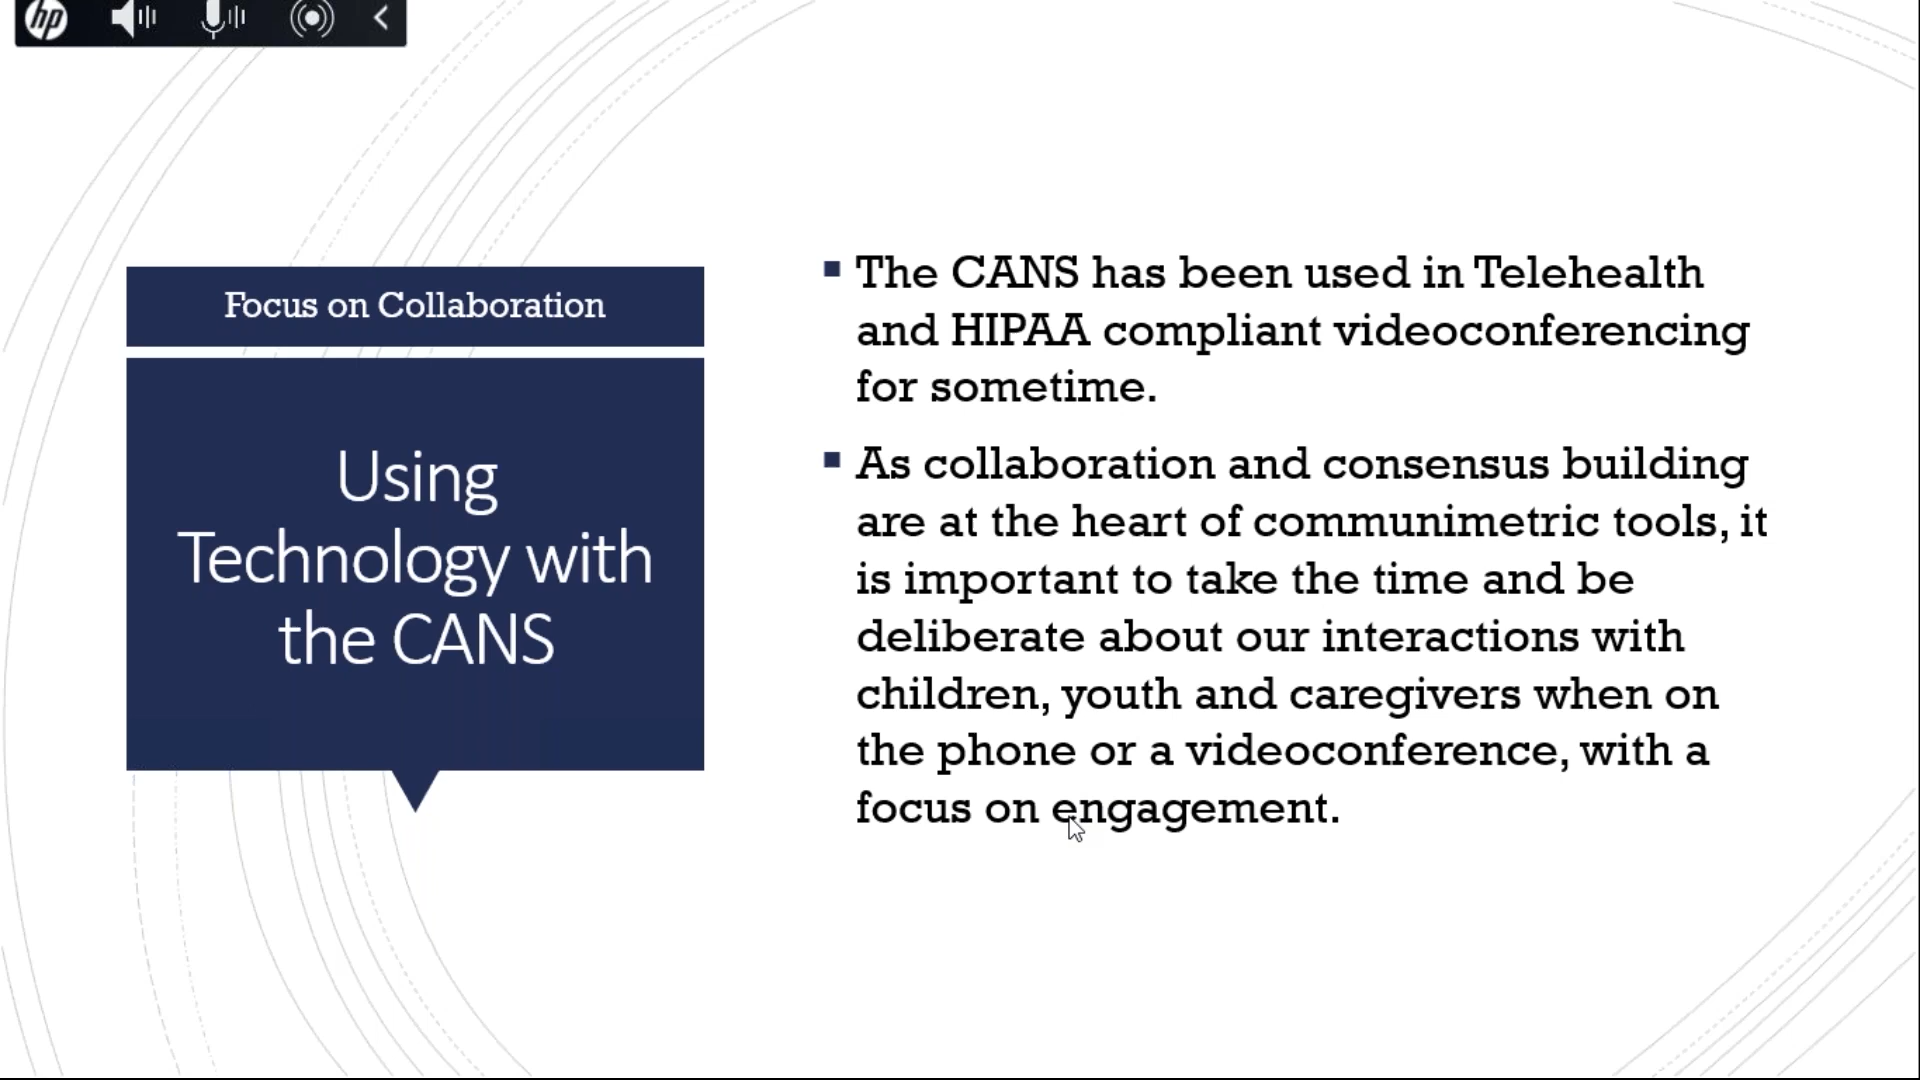 hp
Focus on Collaboration
Using
Technology with
the CANS
The CANS has been used in Telehealth
and HIPAA compliant videoconferencing
for sometime.
As collaboration and consensus building
are at the heart of communimetric tools, it
is important to take the time and be
deliberate about our interactions with
children, youth and caregivers when on
the phone or a videoconference, with a
focus on engagement.